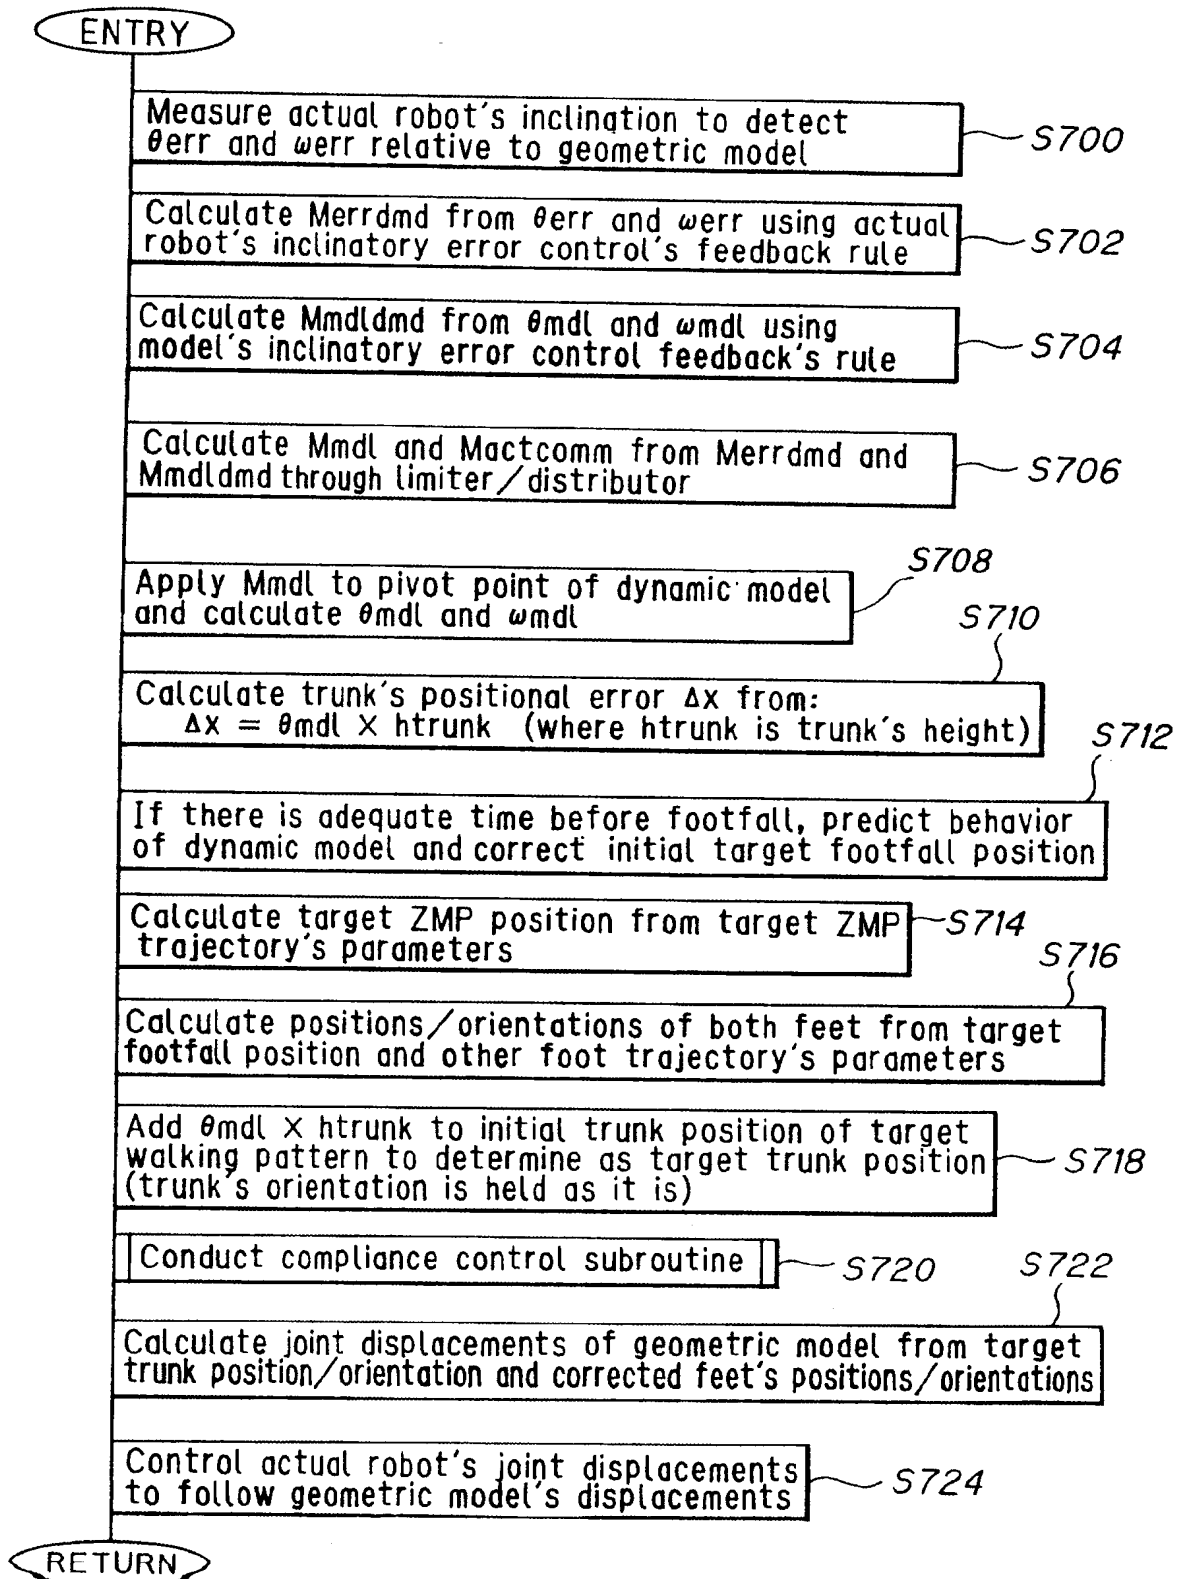 ENTRY
Measure actual robot's inclination to detect
θerr and ωerr relative to geometric model
S700
Calculate Merrdmd from θerr and ωerr using actual
robot's inclinatory error control's feedback rule
S702
Calculate Mmdldmd from θmdl and ωmdl using
model's inclinatory error control feedback's rule
S704
Calculate Mmdl and Mactcomm from Merrdmd and
Mmdldmd through limiter/distributor
S706
Apply Mmdl to pivot point of dynamic model
and calculate θmdl and ωmdl
S708
Calculate trunk's positional error Δx from:
Δx = θmdl X htrunk (where htrunk is trunk's height)
S710
If there is adequate time before footfall, predict behavior
of dynamic model and correct initial target footfall position
S712
Calculate target ZMP position from target ZMP
trajectory's parameters
S714
Calculate positions/orientations of both feet from target
footfall position and other foot trajectory's parameters
S716
Add θmdl X htrunk to initial trunk position of target
walking pattern to determine as target trunk position
(trunk's orientation is held as it is)
S718
Conduct compliance control subroutine
S720
Calculate joint displacements of geometric model from target
trunk position/orientation and corrected feet's positions/orientations
S722
Control actual robot's joint displacements
to follow geometric model's displacements
S724
RETURN